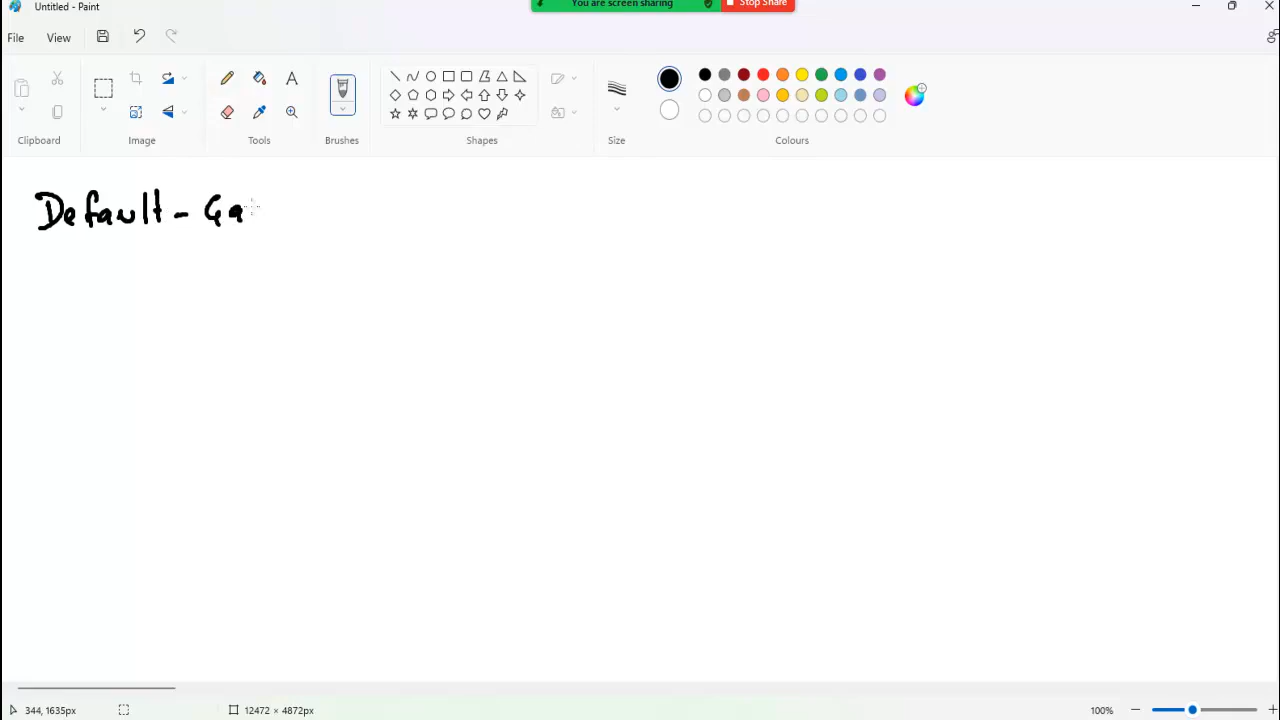 Untitled - Paint
You are screen sharing
Stop Share
File
View
Clipboard
Image
Tools
Brushes
Shapes
Size
Colours
Default - Ga
344, 1635px
12472 × 4872px
100%